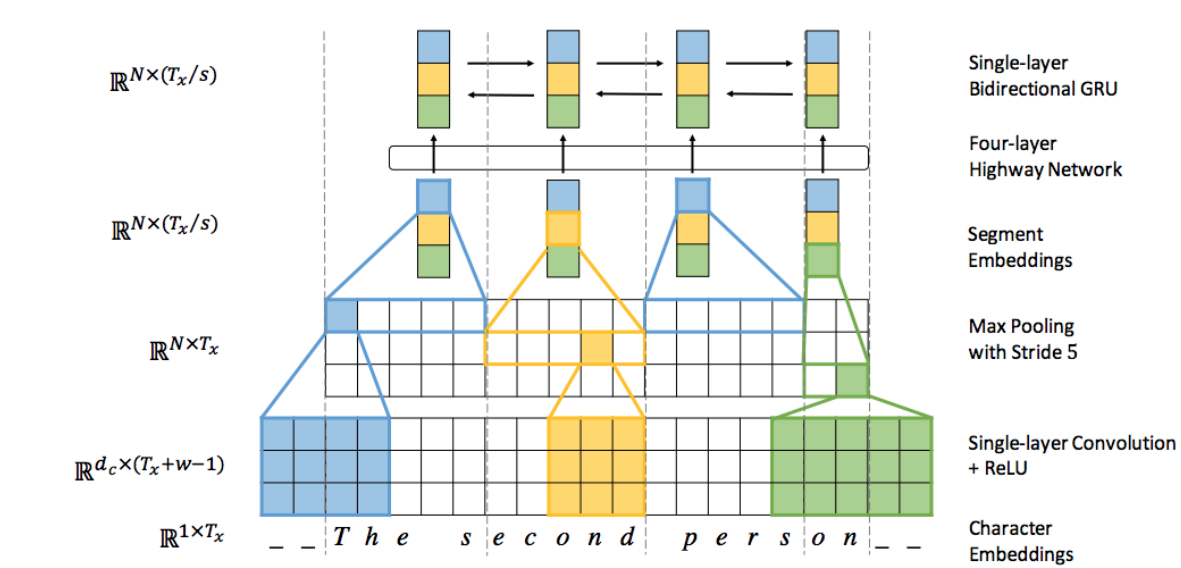 ℝ^{N×(T_x/s)}
Single-layer
Bidirectional GRU
Four-layer
Highway Network
ℝ^{N×(T_x/s)}
Segment
Embeddings
ℝ^{N×T_x}
Max Pooling
with Stride 5
ℝ^{d_c×(T_x+w−1)}
Single-layer Convolution
+ ReLU
ℝ^{1×T_x}
_ _ T h e s e c o n d p e r s o n _ _
Character
Embeddings